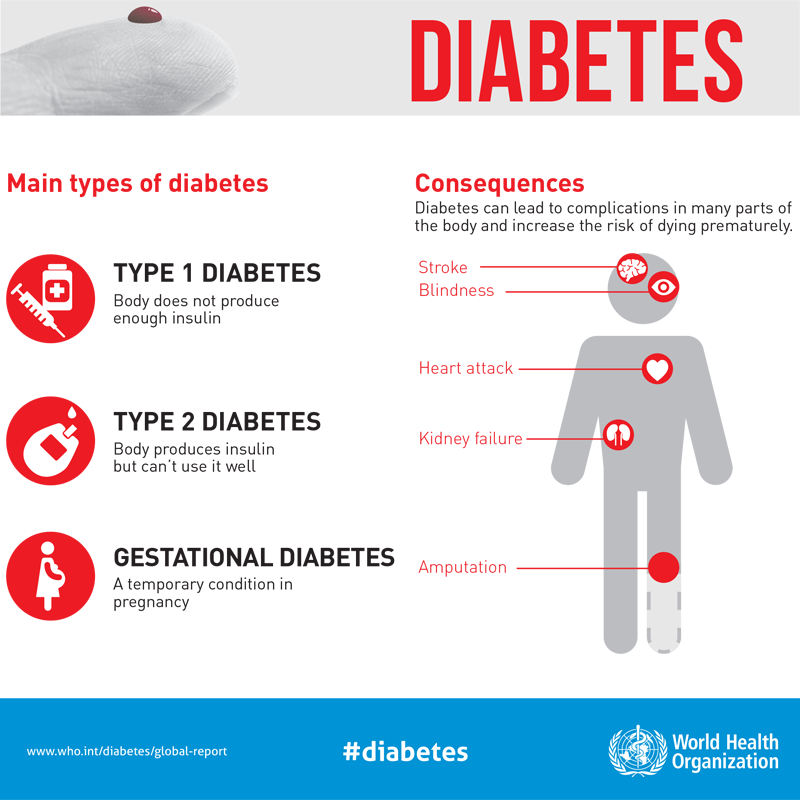 DIABETES
Main types of diabetes
TYPE 1 DIABETES
Body does not produce
enough insulin
TYPE 2 DIABETES
Body produces insulin
but can't use it well
GESTATIONAL DIABETES
A temporary condition in
pregnancy
Consequences
Diabetes can lead to complications in many parts of
the body and increase the risk of dying prematurely.
Stroke
Blindness
Heart attack
Kidney failure
Amputation
www.who.int/diabetes/global-report
#diabetes
World Health
Organization